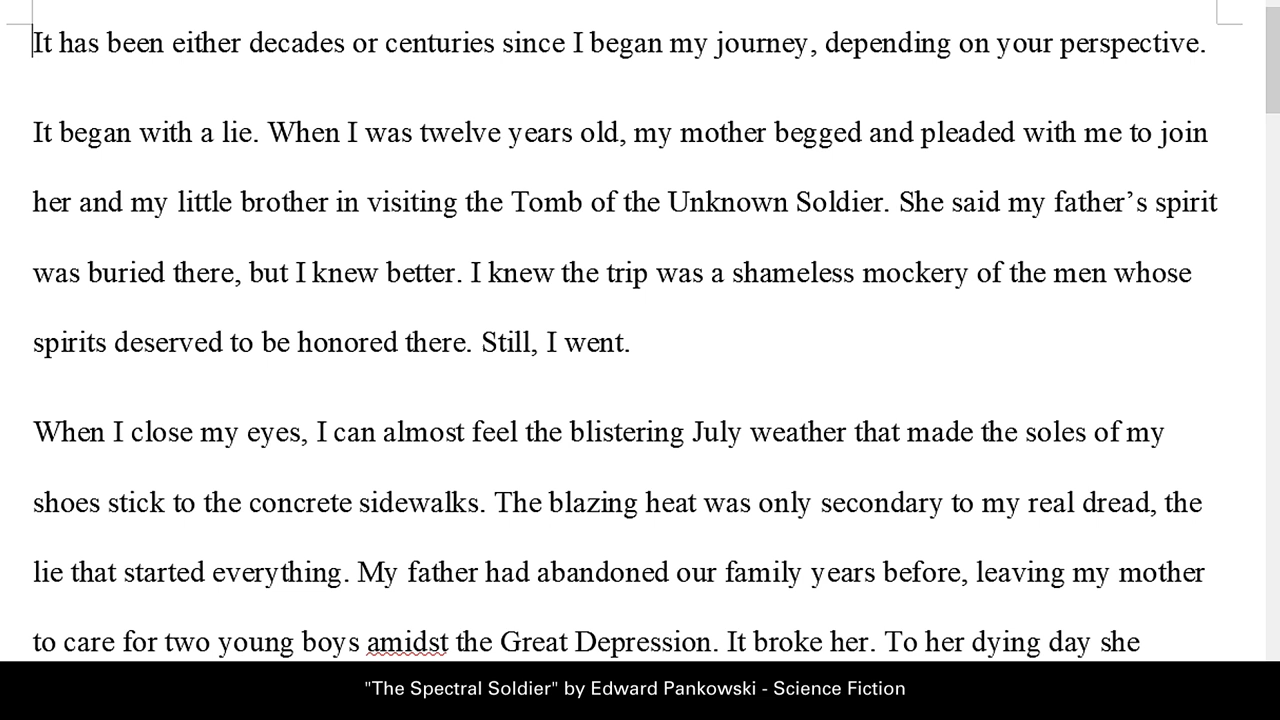 It has been either decades or centuries since I began my journey, depending on your perspective.
It began with a lie. When I was twelve years old, my mother begged and pleaded with me to join
her and my little brother in visiting the Tomb of the Unknown Soldier. She said my father’s spirit
was buried there, but I knew better. I knew the trip was a shameless mockery of the men whose
spirits deserved to be honored there. Still, I went.
When I close my eyes, I can almost feel the blistering July weather that made the soles of my
shoes stick to the concrete sidewalks. The blazing heat was only secondary to my real dread, the
lie that started everything. My father had abandoned our family years before, leaving my mother
to care for two young boys amidst the Great Depression. It broke her. To her dying day she
"The Spectral Soldier" by Edward Pankowski - Science Fiction